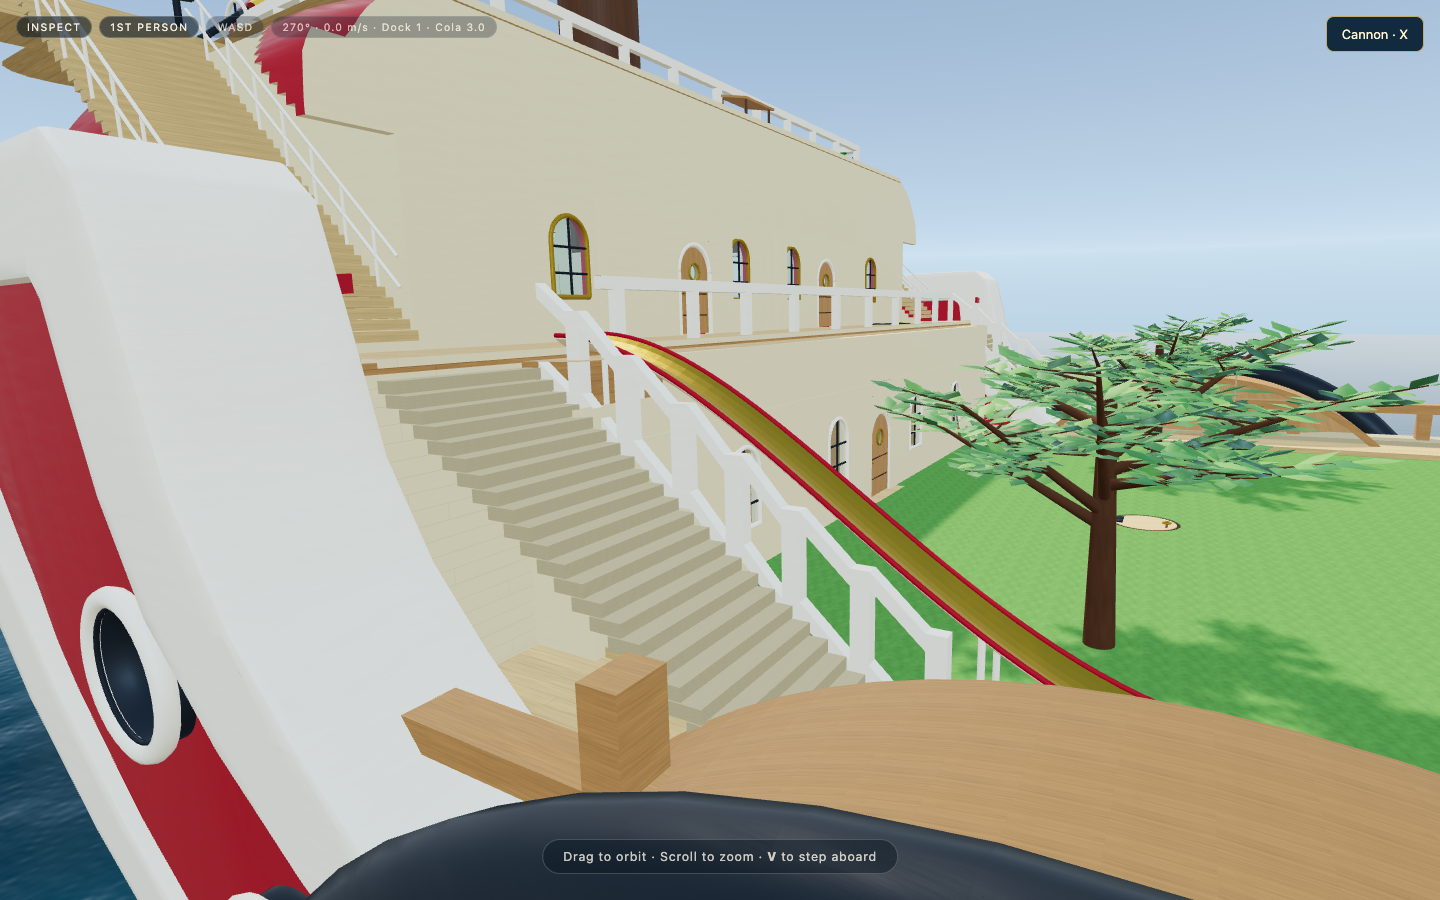 INSPECT
1ST PERSON
WASD
270° · 0.0 m/s · Dock 1 · Cola 3.0
Cannon · X
Drag to orbit · Scroll to zoom · V to step aboard